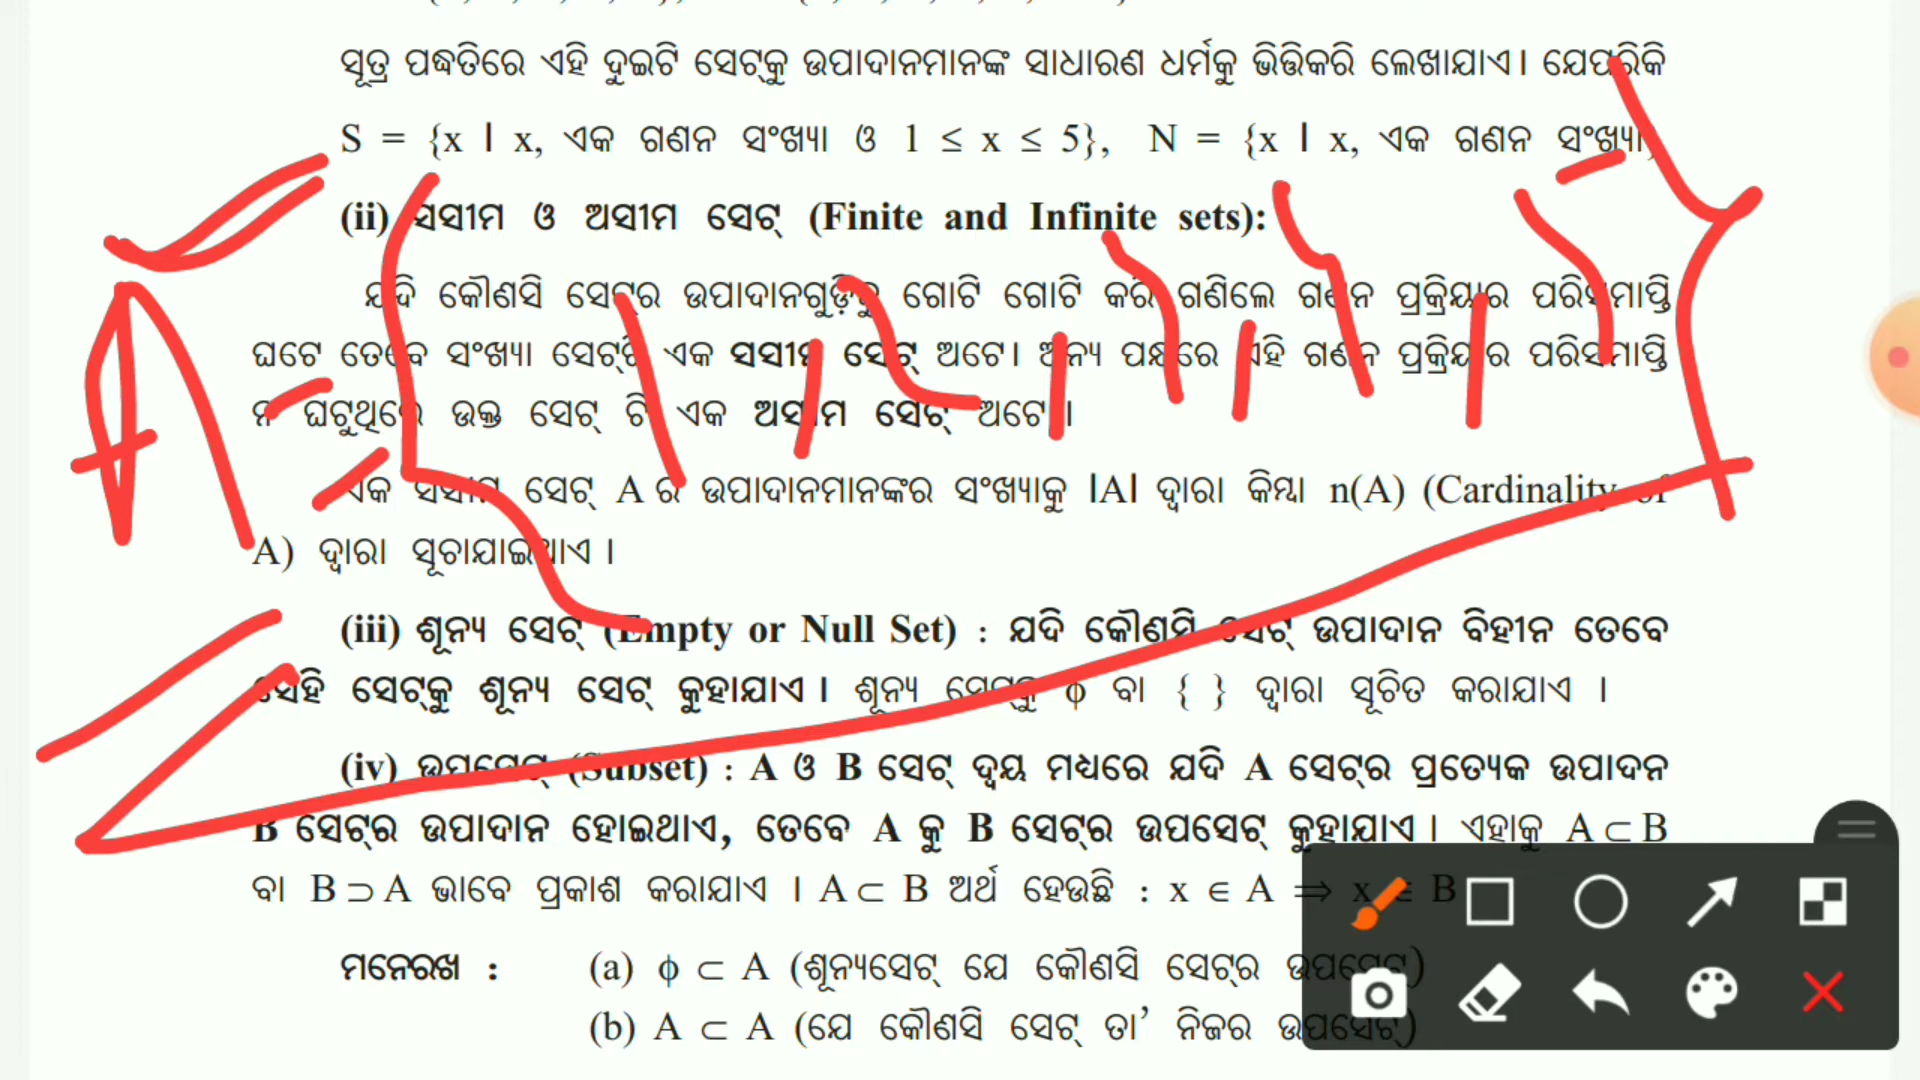 ସୂତ୍ର ପଦ୍ଧତିରେ ଏହି ଦୁଇଟି ସେଟ୍‌କୁ ଉପାଦାନମାନଙ୍କ ସାଧାରଣ ଧର୍ମକୁ ଭିତ୍ତିକରି ଲେଖାଯାଏ । ଯେପରିକି
S = {x | x, ଏକ ଗଣନ ସଂଖ୍ୟା ଓ 1 ≤ x ≤ 5}, N = {x | x, ଏକ ଗଣନ ସଂଖ୍ୟା}
(ii) ସସୀମ ଓ ଅସୀମ ସେଟ୍ (Finite and Infinite sets):
ଯଦି କୌଣସି ସେଟ୍‌ର ଉପାଦାନଗୁଡ଼ିକୁ ଗୋଟି ଗୋଟି କରି ଗଣିଲେ ଗଣନ ପ୍ରକ୍ରିୟାର ପରିସମାପ୍ତି
ଘଟେ ତେବେ ସଂଖ୍ୟା ସେଟ୍‌ଟି ଏକ ସସୀମ ସେଟ୍ ଅଟେ । ଅନ୍ୟ ପକ୍ଷରେ ଏହି ଗଣନ ପ୍ରକ୍ରିୟାର ପରିସମାପ୍ତି
ନ ଘଟୁଥିଲେ ଉକ୍ତ ସେଟ୍ ଟି ଏକ ଅସୀମ ସେଟ୍ ଅଟେ ।
ଏକ ସସୀମ ସେଟ୍ A ର ଉପାଦାନମାନଙ୍କର ସଂଖ୍ୟାକୁ |A| ଦ୍ୱାରା କିମ୍ବା n(A) (Cardinality of
A) ଦ୍ୱାରା ସୂଚାଯାଇଥାଏ ।
(iii) ଶୂନ୍ୟ ସେଟ୍ (Empty or Null Set) : ଯଦି କୌଣସି ସେଟ୍ ଉପାଦାନ ବିହୀନ ତେବେ
ସେହି ସେଟ୍‌କୁ ଶୂନ୍ୟ ସେଟ୍ କୁହାଯାଏ । ଶୂନ୍ୟ ସେଟ୍‌କୁ ϕ ବା { } ଦ୍ୱାରା ସୂଚିତ କରାଯାଏ ।
(iv) ଉପସେଟ୍ (Subset) : A ଓ B ସେଟ୍ ଦ୍ୱୟ ମଧ୍ୟରେ ଯଦି A ସେଟ୍‌ର ପ୍ରତ୍ୟେକ ଉପାଦନ
B ସେଟ୍‌ର ଉପାଦାନ ହୋଇଥାଏ, ତେବେ A କୁ B ସେଟ୍‌ର ଉପସେଟ୍ କୁହାଯାଏ । ଏହାକୁ A ⊂ B
ବା B ⊃ A ଭାବେ ପ୍ରକାଶ କରାଯାଏ । A ⊂ B ଅର୍ଥ ହେଉଛି : x ∈ A ⇒ x ∈ B
ମନେରଖ : (a) ϕ ⊂ A (ଶୂନ୍ୟସେଟ୍ ଯେ କୌଣସି ସେଟ୍‌ର ଉପସେଟ୍)
(b) A ⊂ A (ଯେ କୌଣସି ସେଟ୍ ତା’ ନିଜର ଉପସେଟ୍)